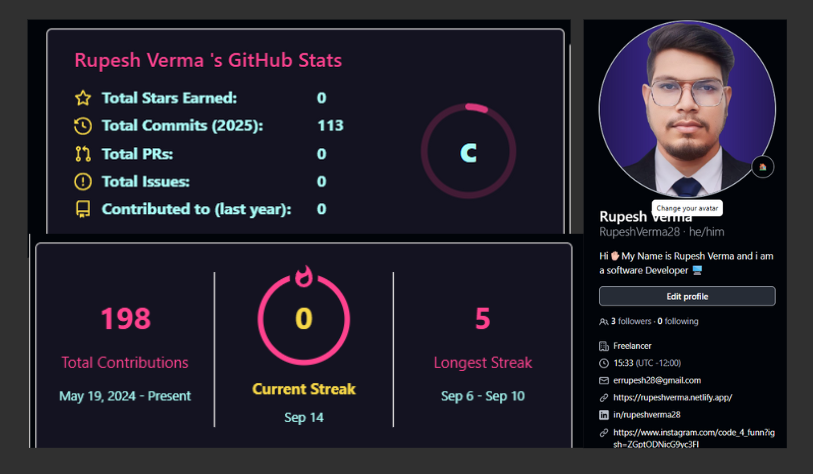 Rupesh Verma 's GitHub Stats
Total Stars Earned: 0
Total Commits (2025): 113
Total PRs: 0
Total Issues: 0
Contributed to (last year): 0
C
198
Total Contributions
May 19, 2024 - Present
0
Current Streak
Sep 14
5
Longest Streak
Sep 6 - Sep 10
Change your avatar
Rupesh Verma
RupeshVerma28 · he/him
Hi🖐My Name is Rupesh Verma and i am
a software Developer 💻
Edit profile
3 followers · 0 following
Freelancer
15:33 (UTC -12:00)
errupesh28@gmail.com
https://rupeshverma.netlify.app/
in/rupeshverma28
https://www.instagram.com/code_4_funn?ig
sh=ZGptODNicG9yc3Fl